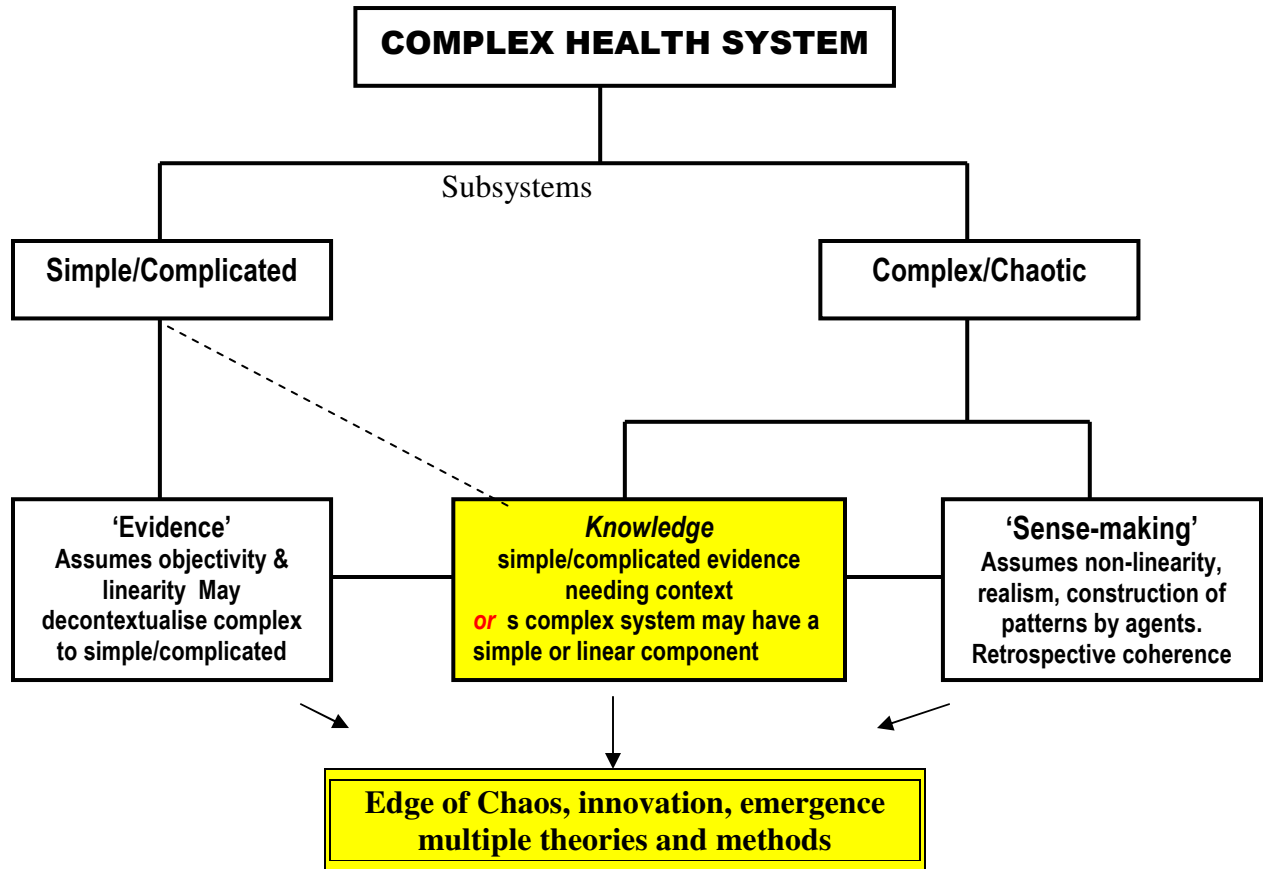 COMPLEX HEALTH SYSTEM
Subsystems
Simple/Complicated
Complex/Chaotic
‘Evidence’
Assumes objectivity &
linearity May
decontextualise complex
to simple/complicated
Knowledge
simple/complicated evidence
needing context
or s complex system may have a
simple or linear component
‘Sense-making’
Assumes non-linearity,
realism, construction of
patterns by agents.
Retrospective coherence
Edge of Chaos, innovation, emergence
multiple theories and methods